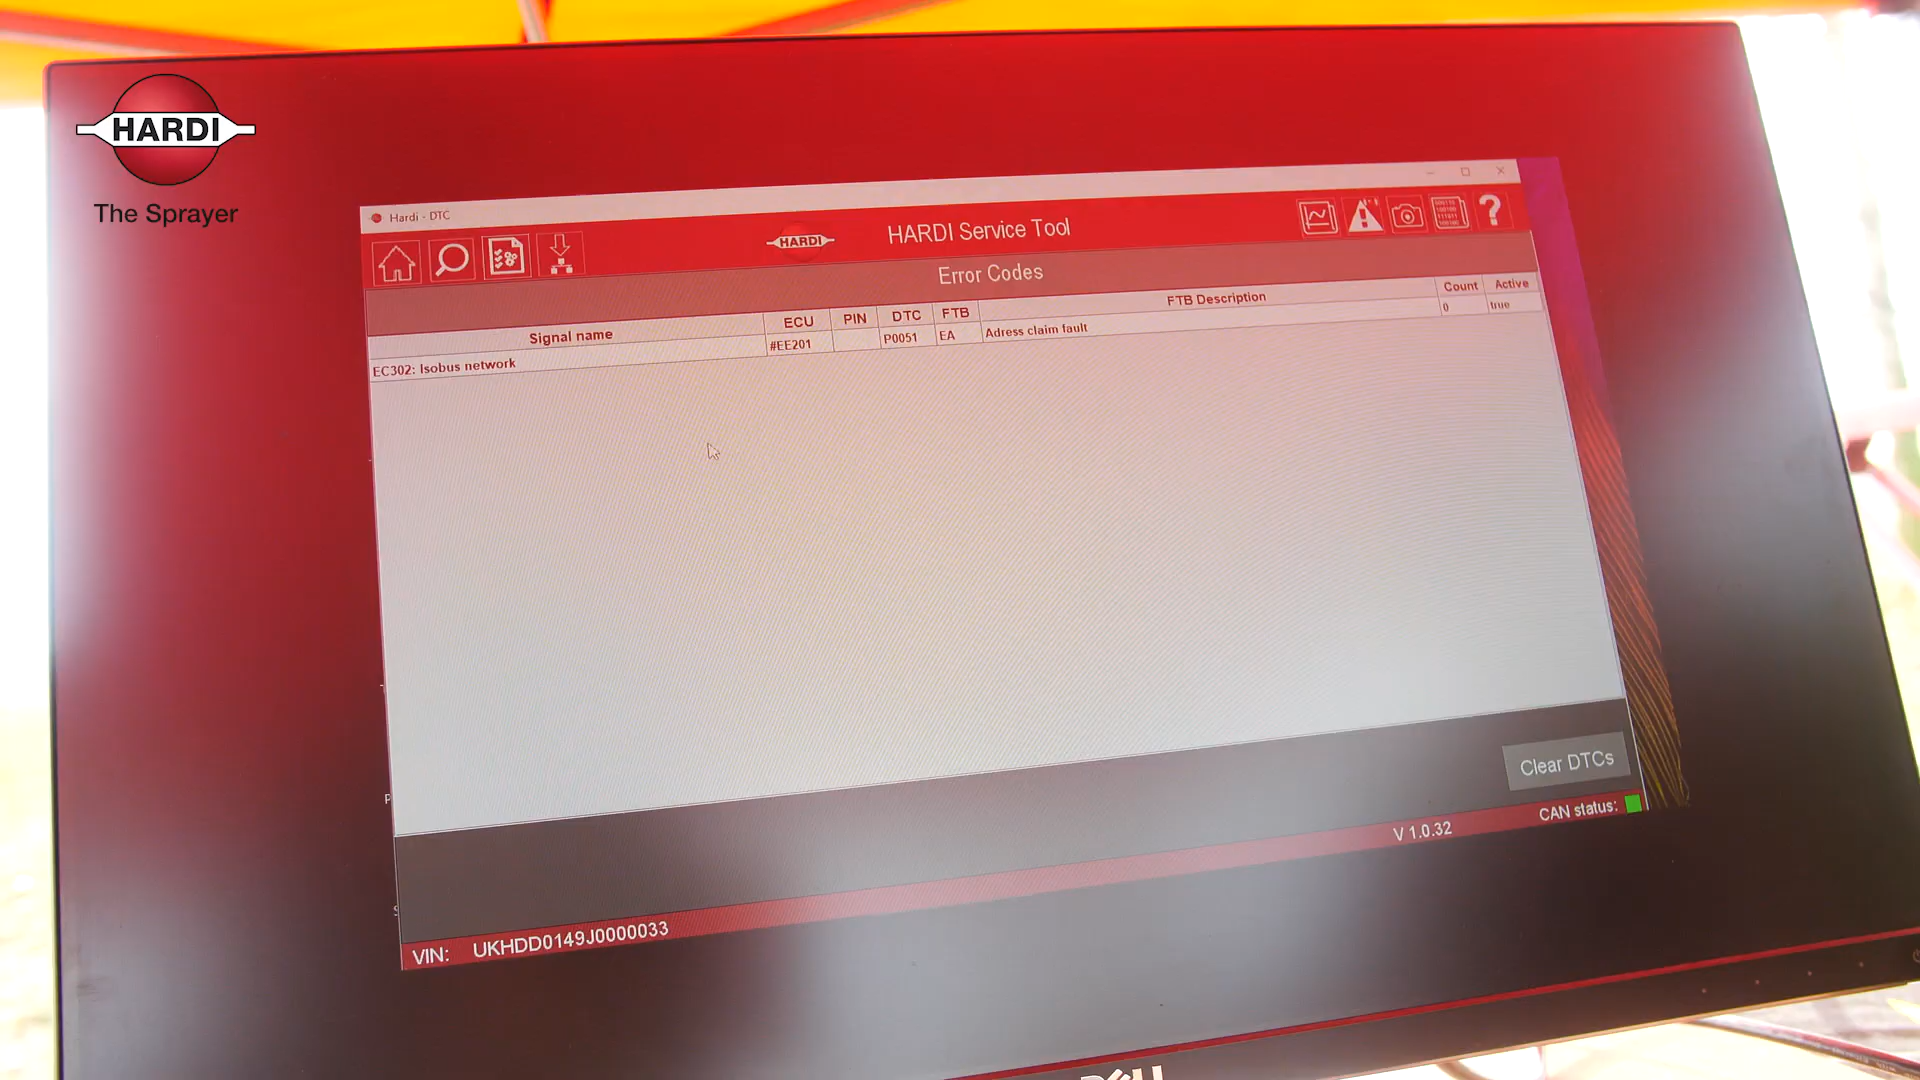 HARDI
The Sprayer
Hardi - DTC
HARDI
HARDI Service Tool
Error Codes
Signal name ECU PIN DTC FTB FTB Description Count Active
EC302: Isobus network #EE201 P0051 EA Adress claim fault 0 true
Clear DTCs
V 1.0.32 CAN status:
VIN: UKHDD0149J0000033
DELL